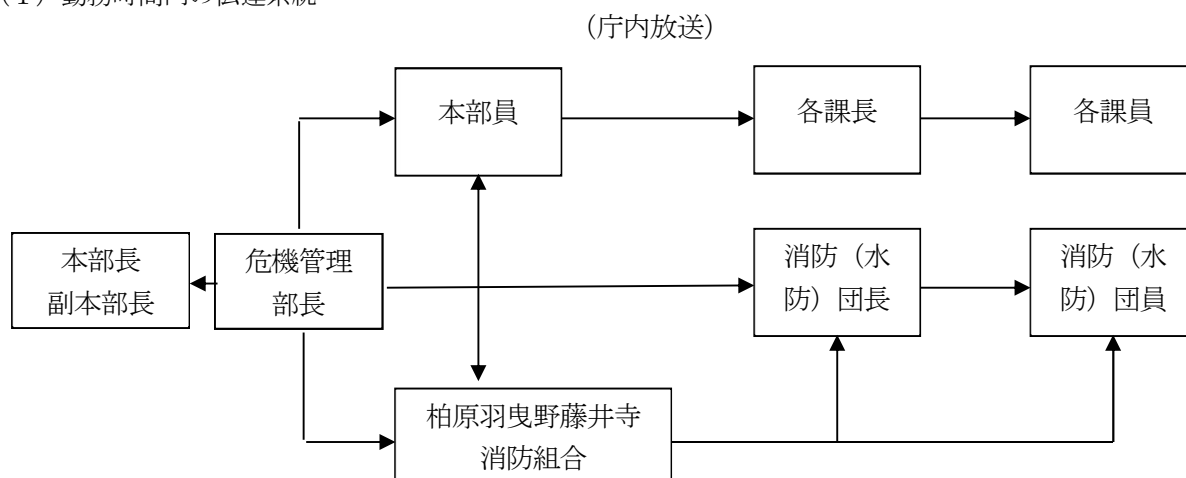 （１）勤務時間内の伝達系統
（庁内放送）
本部員
各課長
各課員
本部長
副本部長
危機管理
部長
消防（水
防）団長
消防（水
防）団員
柏原羽曳野藤井寺
消防組合